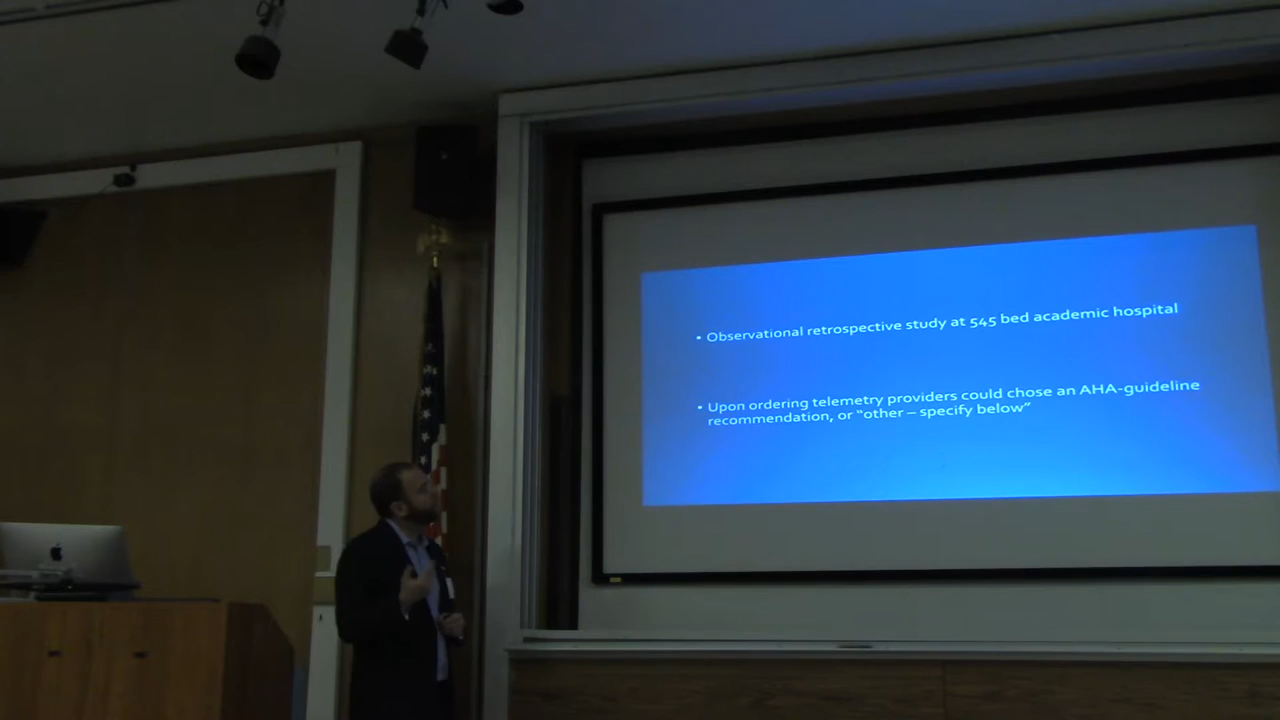 • Observational retrospective study at 545 bed academic hospital
• Upon ordering telemetry providers could chose an AHA-guideline
recommendation, or “other – specify below”